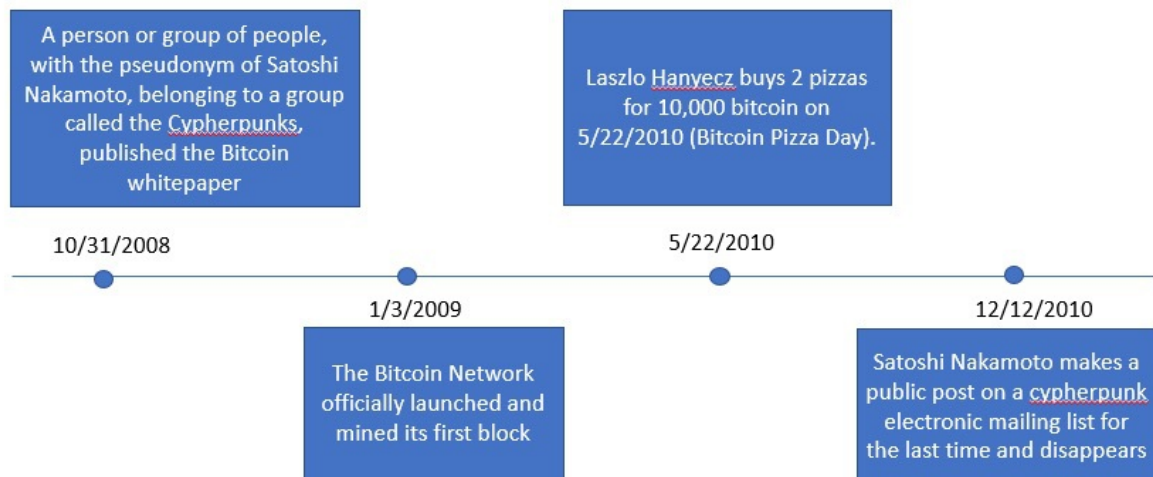 A person or group of people,
with the pseudonym of Satoshi
Nakamoto, belonging to a group
called the Cypherpunks,
published the Bitcoin
whitepaper
10/31/2008
1/3/2009
The Bitcoin Network
officially launched and
mined its first block
Laszlo Hanyecz buys 2 pizzas
for 10,000 bitcoin on
5/22/2010 (Bitcoin Pizza Day).
5/22/2010
12/12/2010
Satoshi Nakamoto makes a
public post on a cypherpunk
electronic mailing list for
the last time and disappears